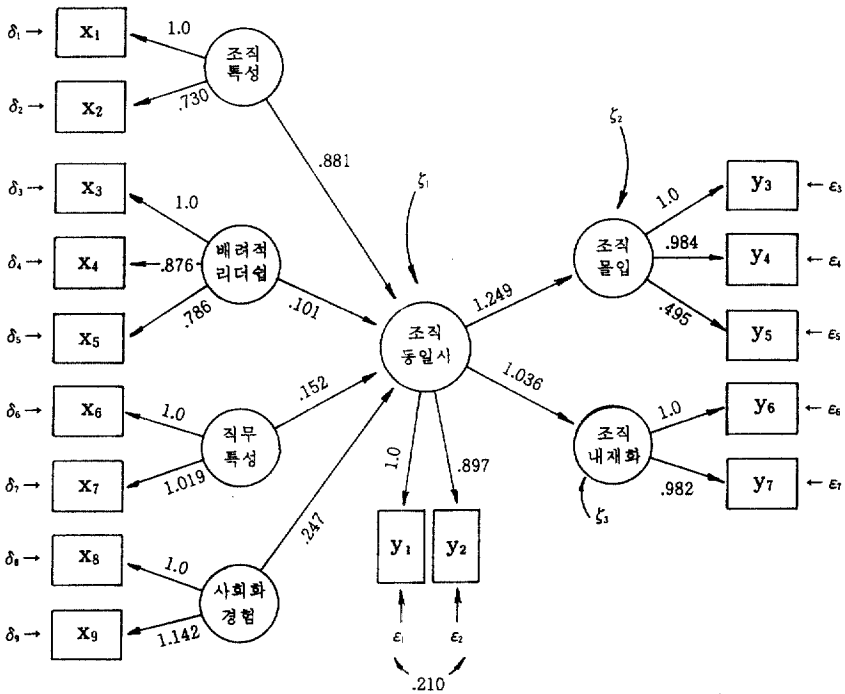 δ₁ → x₁
1.0
조직
특성
δ₂ → x₂
.730
.881
ζ₁
ζ₂
δ₃ → x₃
1.0
δ₄ → x₄
.876
배려적
리더쉽
δ₅ → x₅
.786
.101
조직
동일시
1.249
조직
몰입
1.0
y₃ ← ε₃
.984
y₄ ← ε₄
.495
y₅ ← ε₅
δ₆ → x₆
1.0
직무
특성
.152
δ₇ → x₇
1.019
1.036
조직
내재화
ζ₃
1.0
y₆ ← ε₆
.982
y₇ ← ε₇
.247
1.0
.897
y₁
y₂
δ₈ → x₈
1.0
사회화
경험
δ₉ → x₉
1.142
ε₁
ε₂
.210